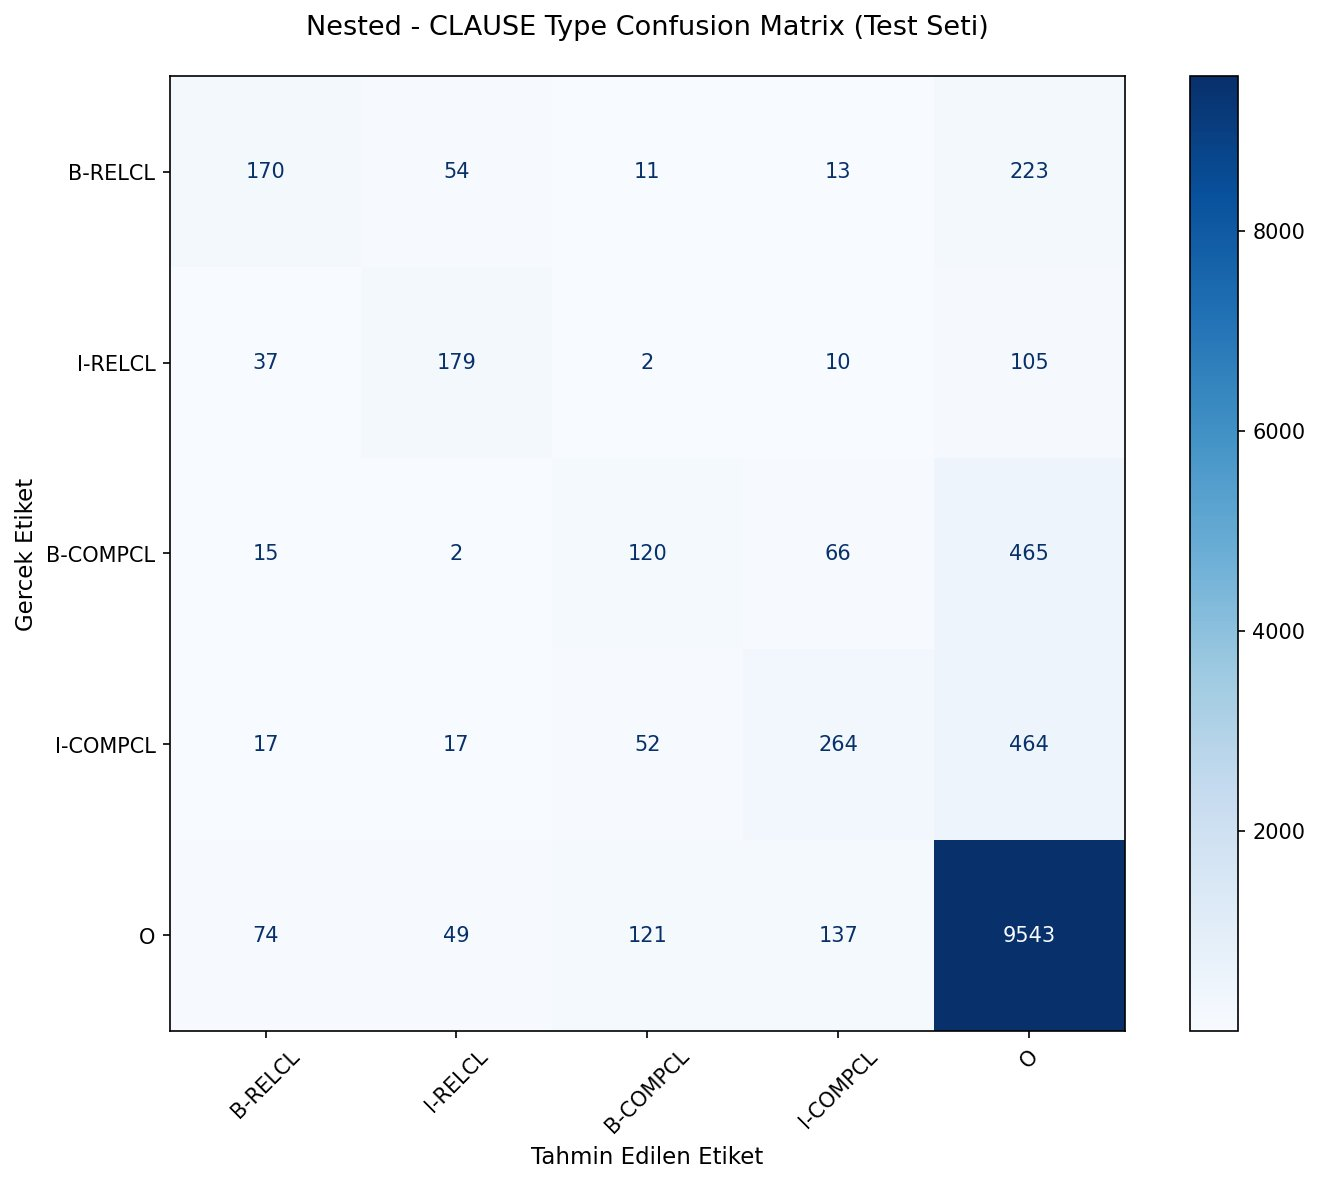 Nested - CLAUSE Type Confusion Matrix (Test Seti)
B-RELCL 170 54 11 13 223
I-RELCL 37 179 2 10 105
B-COMPCL 15 2 120 66 465
I-COMPCL 17 17 52 264 464
O 74 49 121 137 9543
B-RELCL I-RELCL B-COMPCL I-COMPCL O
Tahmin Edilen Etiket
Gercek Etiket
8000
6000
4000
2000